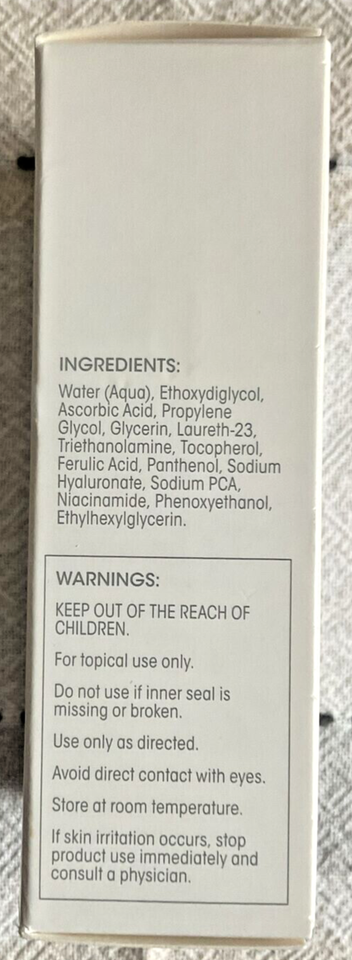 INGREDIENTS:
Water (Aqua), Ethoxydiglycol,
Ascorbic Acid, Propylene
Glycol, Glycerin, Laureth-23,
Triethanolamine, Tocopherol,
Ferulic Acid, Panthenol, Sodium
Hyaluronate, Sodium PCA,
Niacinamide, Phenoxyethanol,
Ethylhexylglycerin.
WARNINGS:
KEEP OUT OF THE REACH OF
CHILDREN.
For topical use only.
Do not use if inner seal is
missing or broken.
Use only as directed.
Avoid direct contact with eyes.
Store at room temperature.
If skin irritation occurs, stop
product use immediately and
consult a physician.